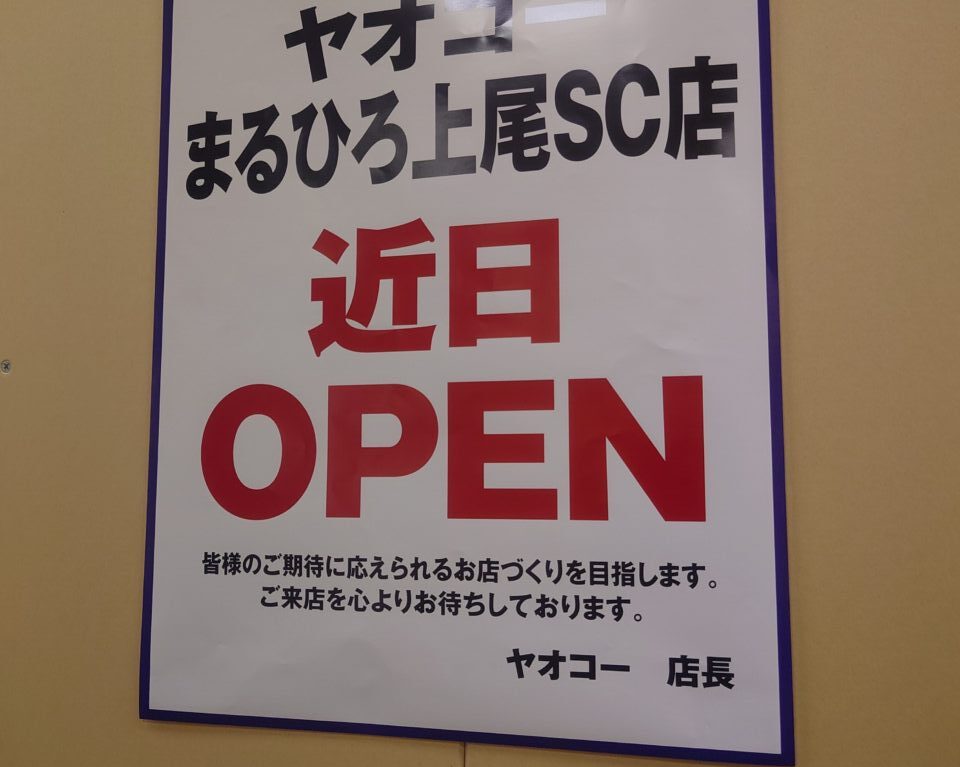 ヤオコー
まるひろ上尾SC店
近日
OPEN
皆様のご期待に応えられるお店づくりを目指します。
ご来店を心よりお待ちしております。
ヤオコー　店長